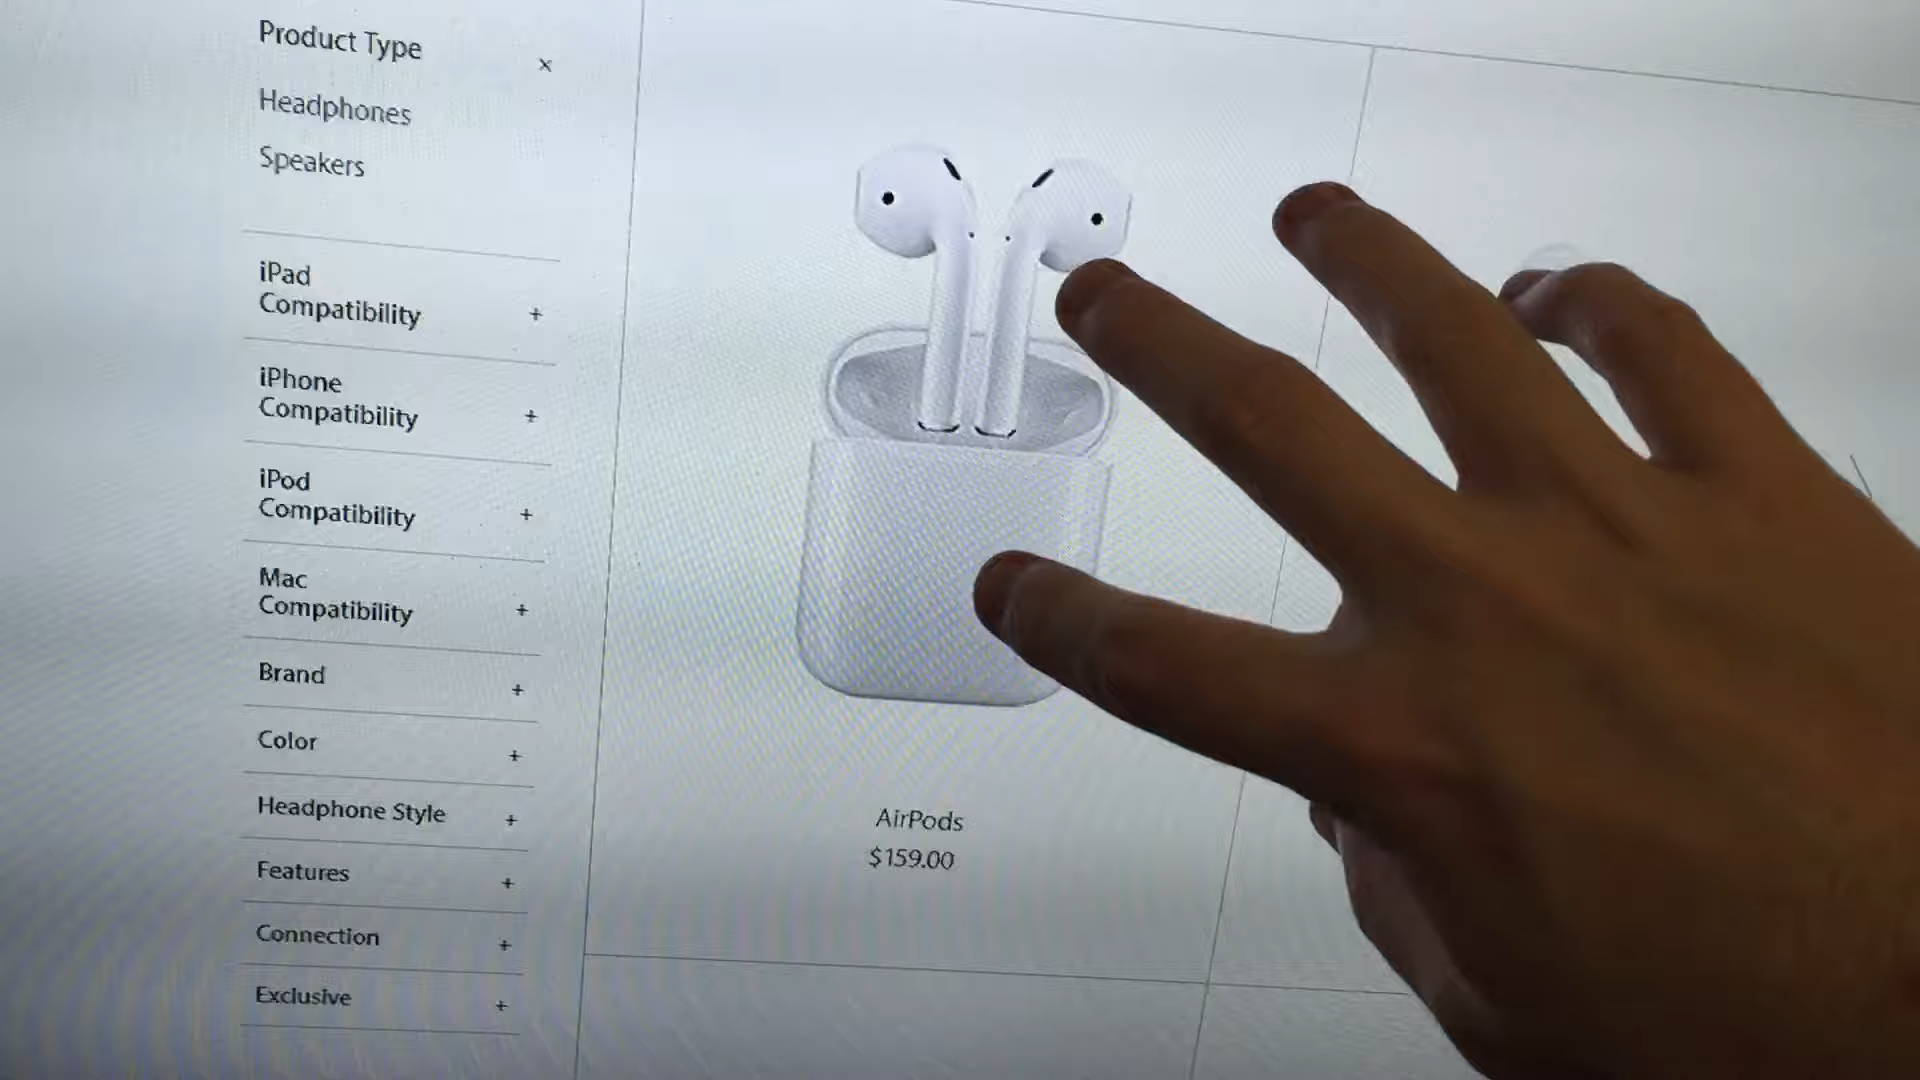 Product Type
×
Headphones
Speakers
iPad
Compatibility +
iPhone
Compatibility +
iPod
Compatibility +
Mac
Compatibility +
Brand +
Color +
Headphone Style +
Features +
Connection +
Exclusive +
AirPods
$159.00